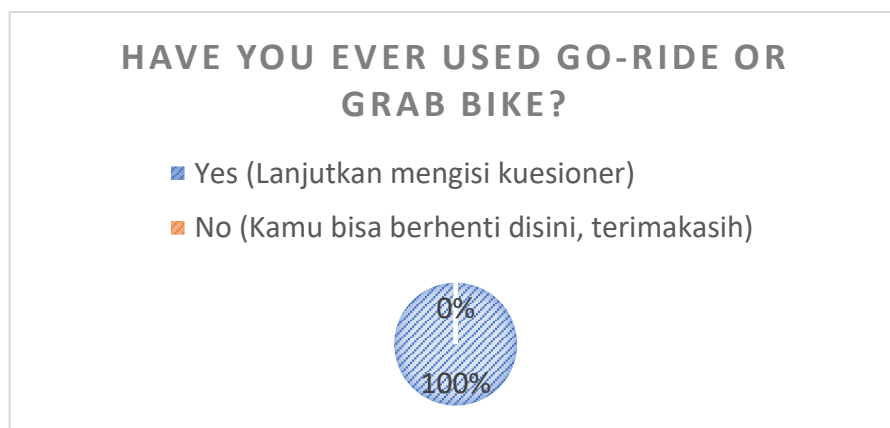 HAVE YOU EVER USED GO-RIDE OR
GRAB BIKE?
Yes (Lanjutkan mengisi kuesioner)
No (Kamu bisa berhenti disini, terimakasih)
0%
100%